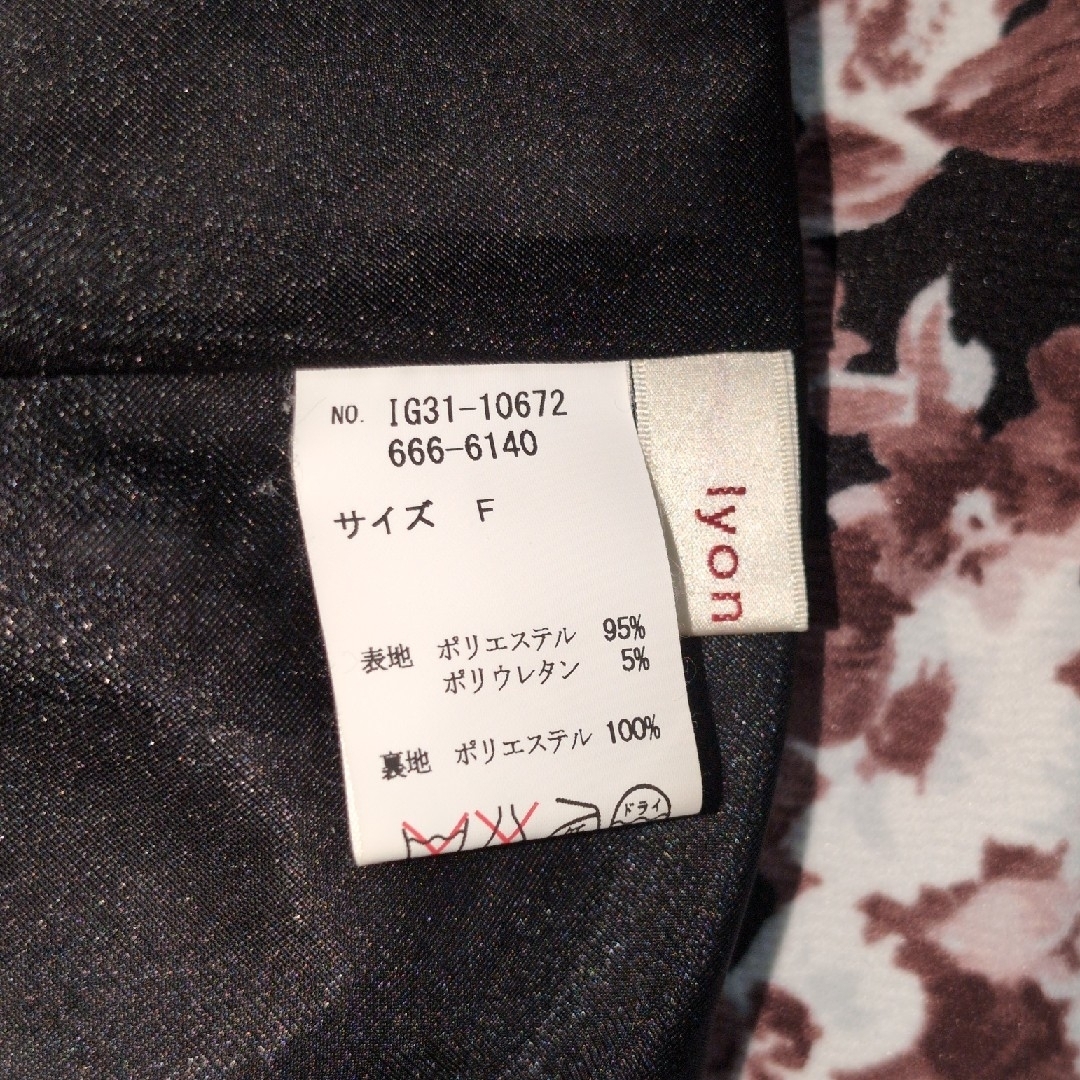 NO. IG31-10672
666-6140
サイズ F
表地 ポリエステル 95%
ポリウレタン 5%
裏地 ポリエステル 100%
ドライ
lyon